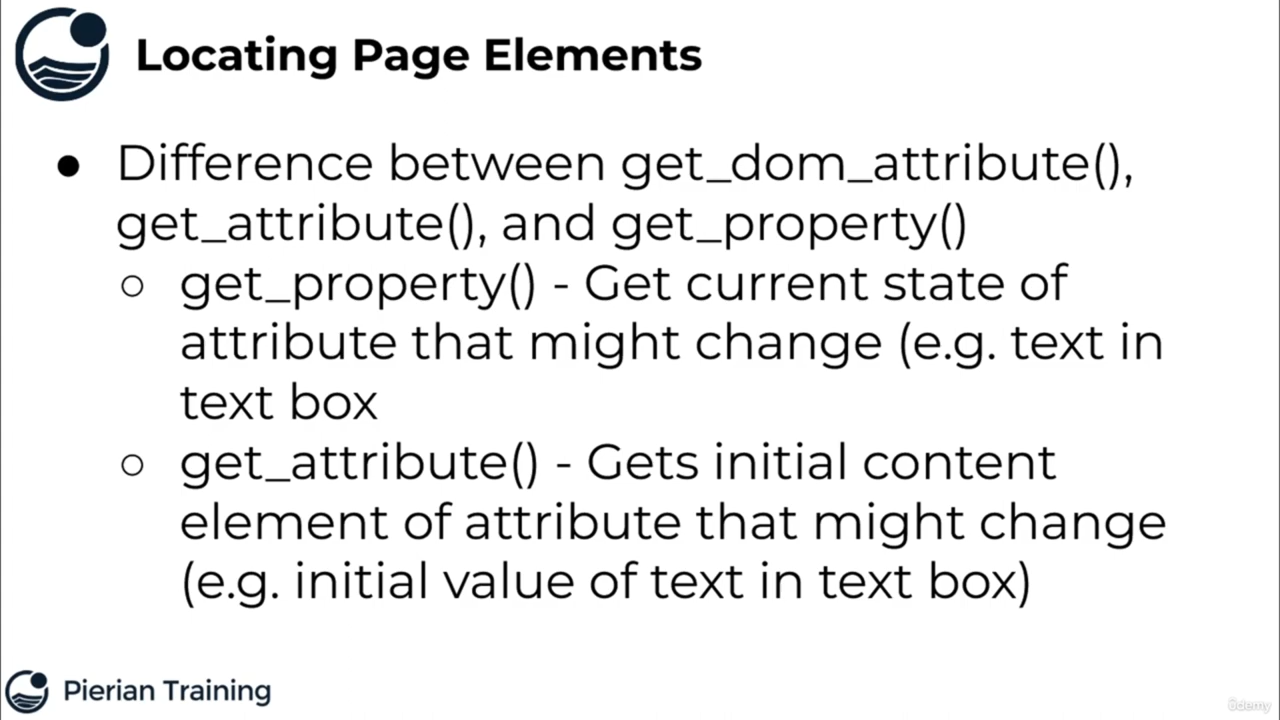 Locating Page Elements
● Difference between get_dom_attribute(),
get_attribute(), and get_property()
○ get_property() - Get current state of
attribute that might change (e.g. text in
text box
○ get_attribute() - Gets initial content
element of attribute that might change
(e.g. initial value of text in text box)
Pierian Training
ûdemy